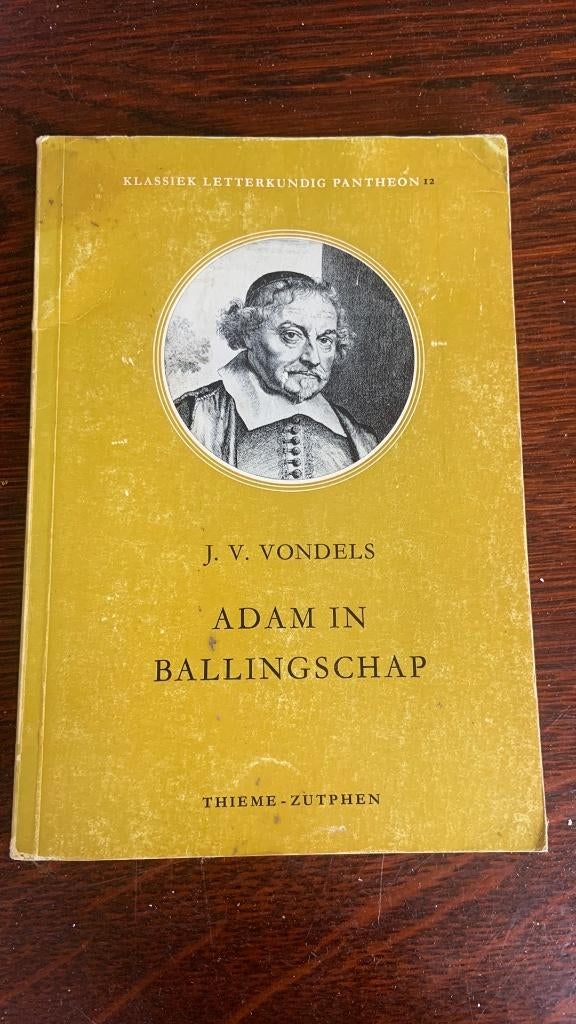 KLASSIEK LETTERKUNDIG PANTHEON 12
J. V. VONDELS
ADAM IN
BALLINGSCHAP
THIEME - ZUTPHEN